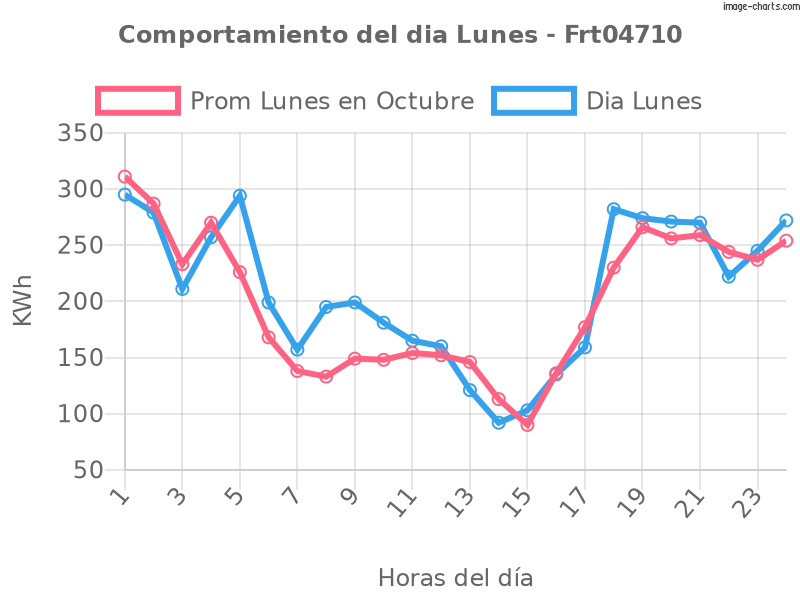 image-charts.com
Comportamiento del dia Lunes - Frt04710
Prom Lunes en Octubre
Dia Lunes
350
300
250
200
150
100
50
KWh
1 3 5 7 9 11 13 15 17 19 21 23
Horas del día